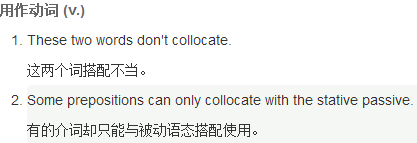 用作动词 (v.)
1. These two words don't collocate.
这两个词搭配不当。
2. Some prepositions can only collocate with the stative passive.
有的介词却只能与被动语态搭配使用。